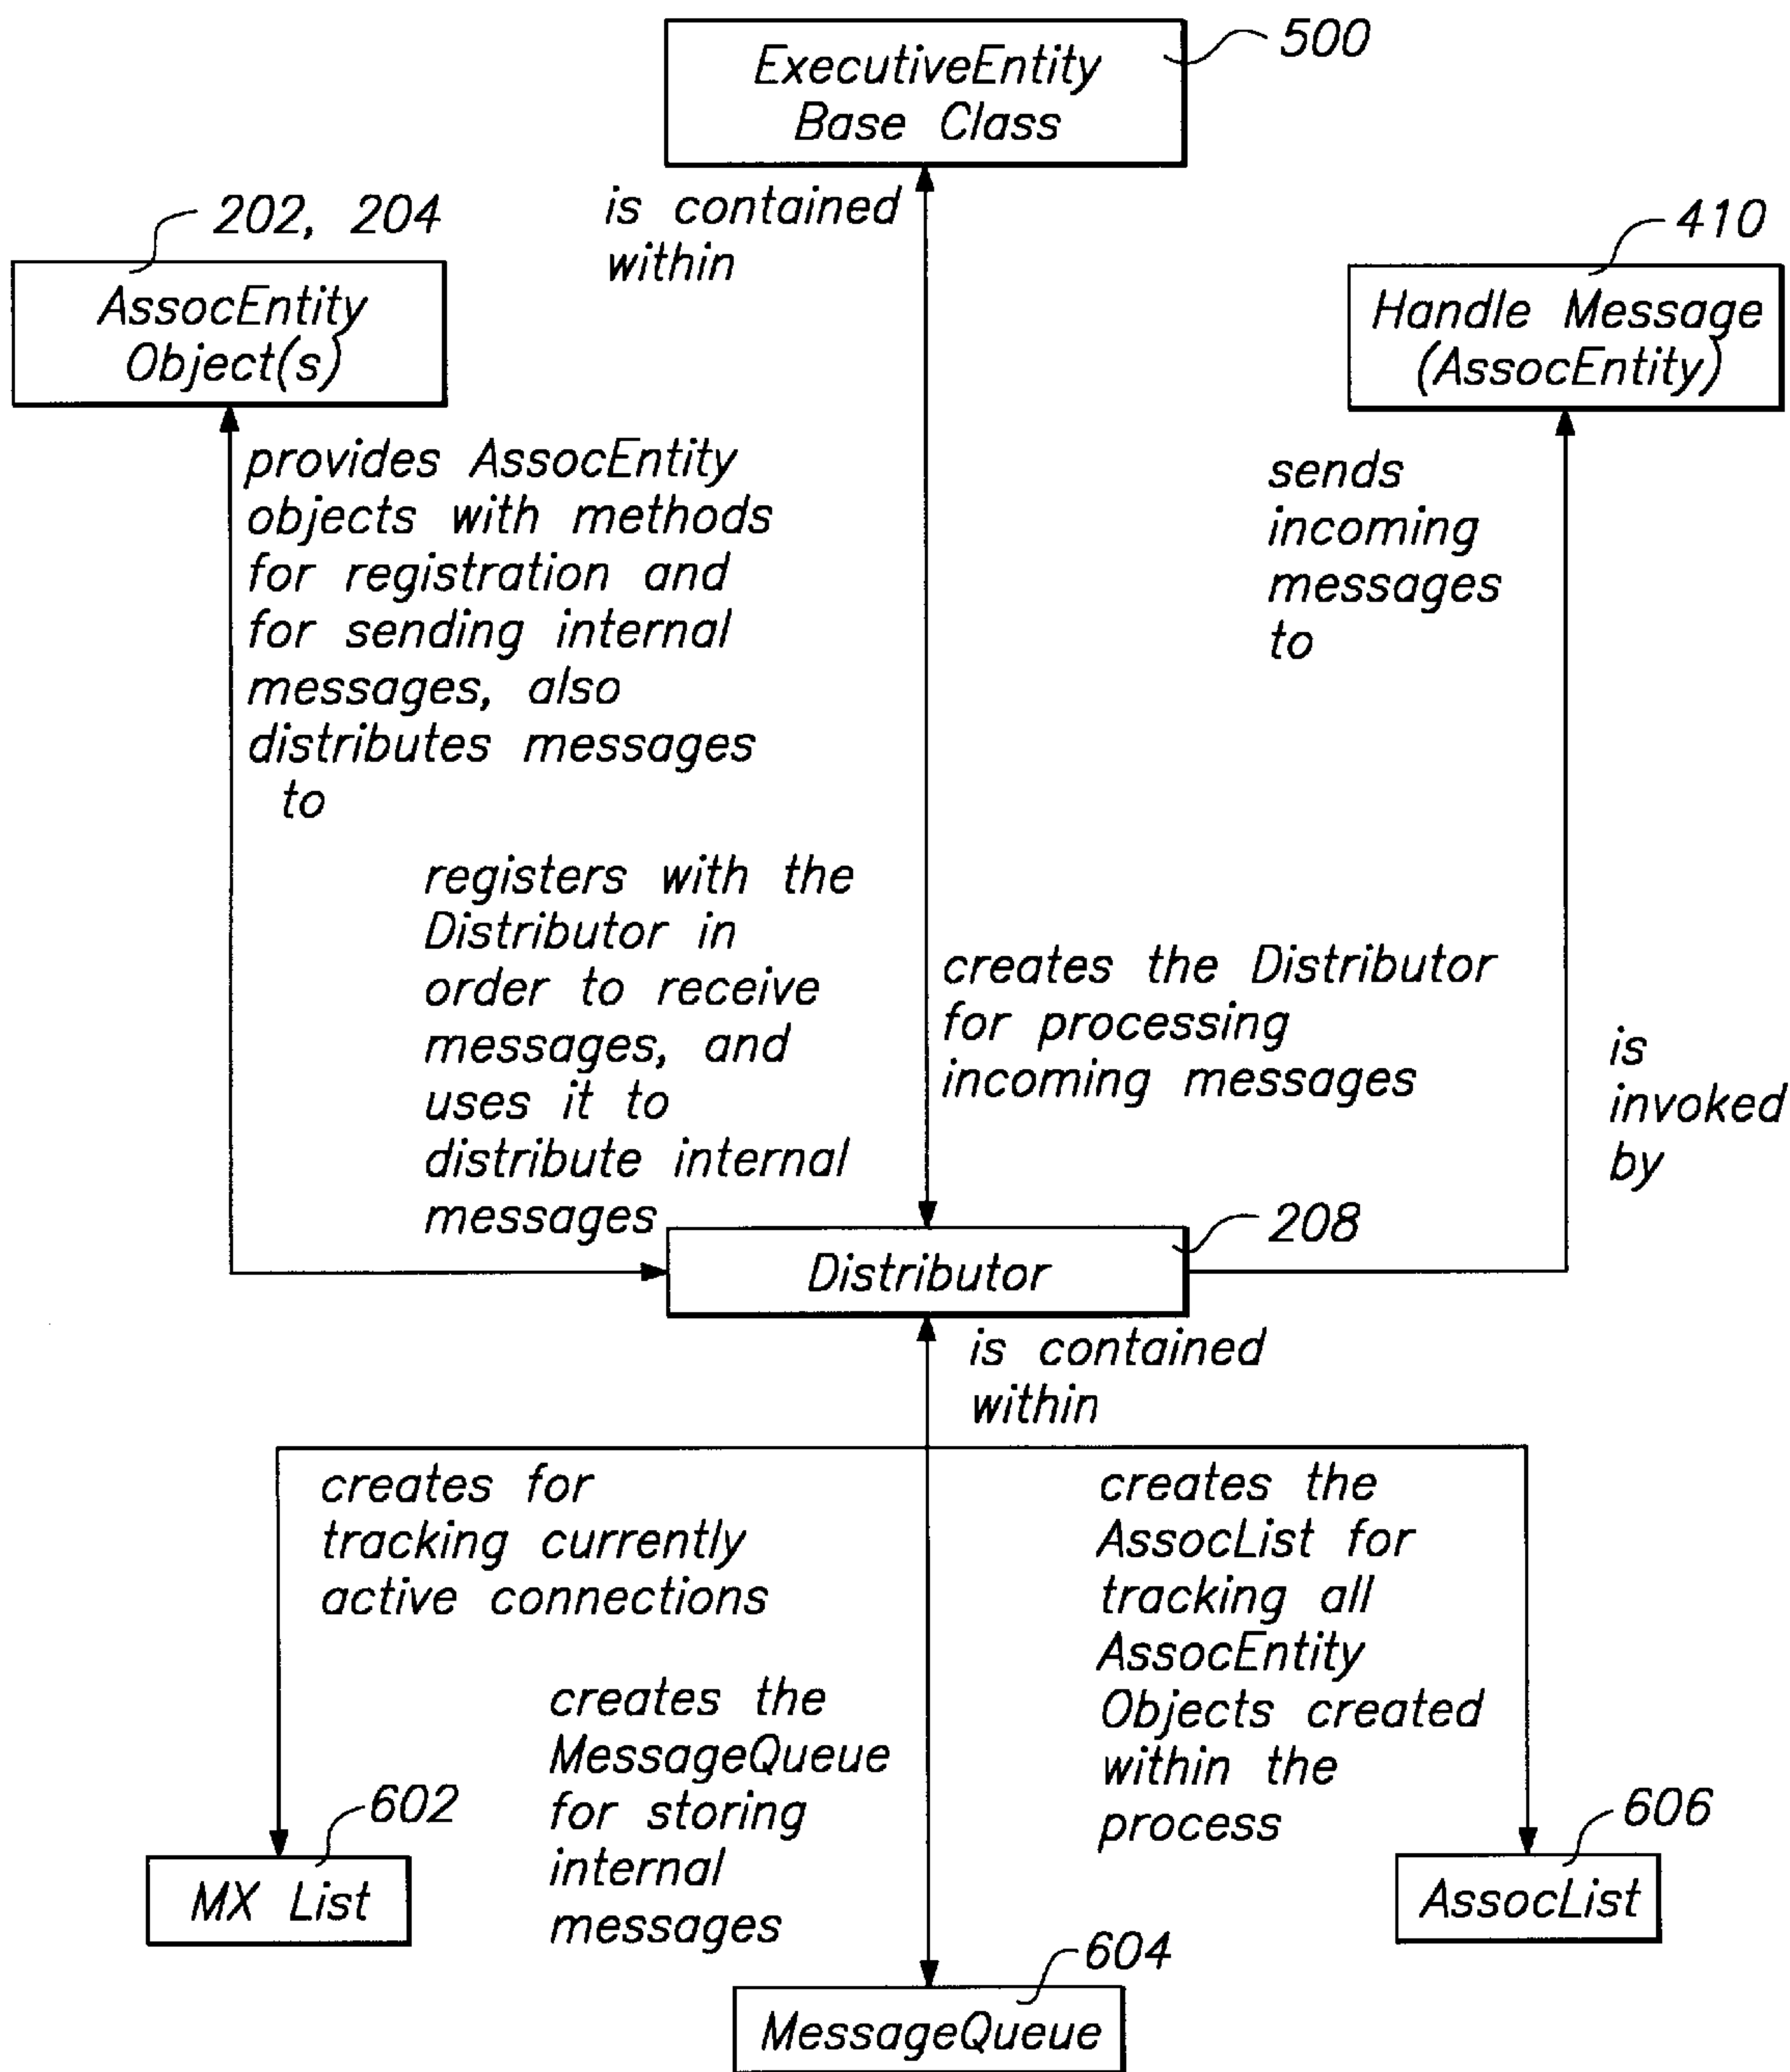 500
ExecutiveEntity
Base Class
202, 204
AssocEntity
Object(s)
is contained
within
410
Handle Message
(AssocEntity)
provides AssocEntity
objects with methods
for registration and
for sending internal
messages, also
distributes messages
to
sends
incoming
messages
to
registers with the
Distributor in
order to receive
messages, and
uses it to
distribute internal
messages
creates the Distributor
for processing
incoming messages
is
invoked
by
208
Distributor
is contained
within
creates for
tracking currently
active connections
creates the
MessageQueue
for storing
internal
messages
creates the
AssocList for
tracking all
AssocEntity
Objects created
within the
process
602
MX List
606
AssocList
604
MessageQueue